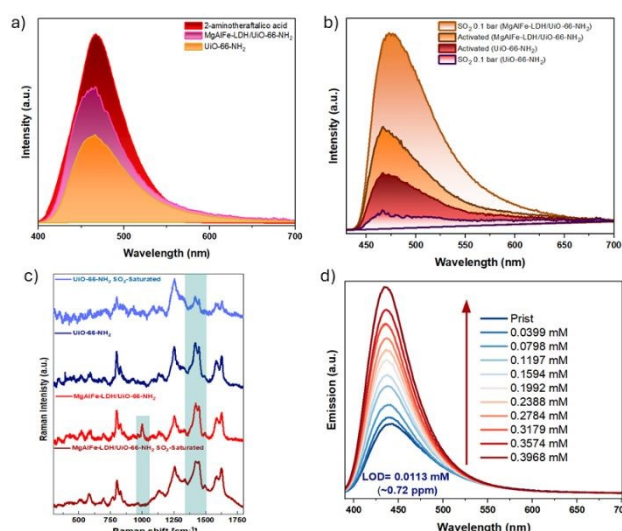 a)
2-aminotheraftalico acid
MgAlFe-LDH/UiO-66-NH2
UiO-66-NH2
Intensity (a.u.)
400 450 500 550 600 650 700
Wavelength (nm)
b)
SO2 0.1 bar (MgAlFe-LDH/UiO-66-NH2)
Activated (MgAlFe-LDH/UiO-66-NH2)
Activated (UiO-66-NH2)
SO2 0.1 bar (UiO-66-NH2)
Intensity (a.u.)
450 500 550 600 650 700
Wavelength (nm)
c)
UiO-66-NH2 SO2-Saturated
UiO-66-NH2
MgAlFe-LDH/UiO-66-NH2
MgAlFe-LDH/UiO-66-NH2 SO2-Saturated
Raman Intenisty (a.u.)
500 750 1000 1250 1500 1750
d)
Prist
0.0399 mM
0.0798 mM
0.1197 mM
0.1594 mM
0.1992 mM
0.2388 mM
0.2784 mM
0.3179 mM
0.3574 mM
0.3968 mM
LOD= 0.0113 mM
(~0.72 ppm)
Emission (a.u.)
400 450 500 550 600 650
Wavelength (nm)